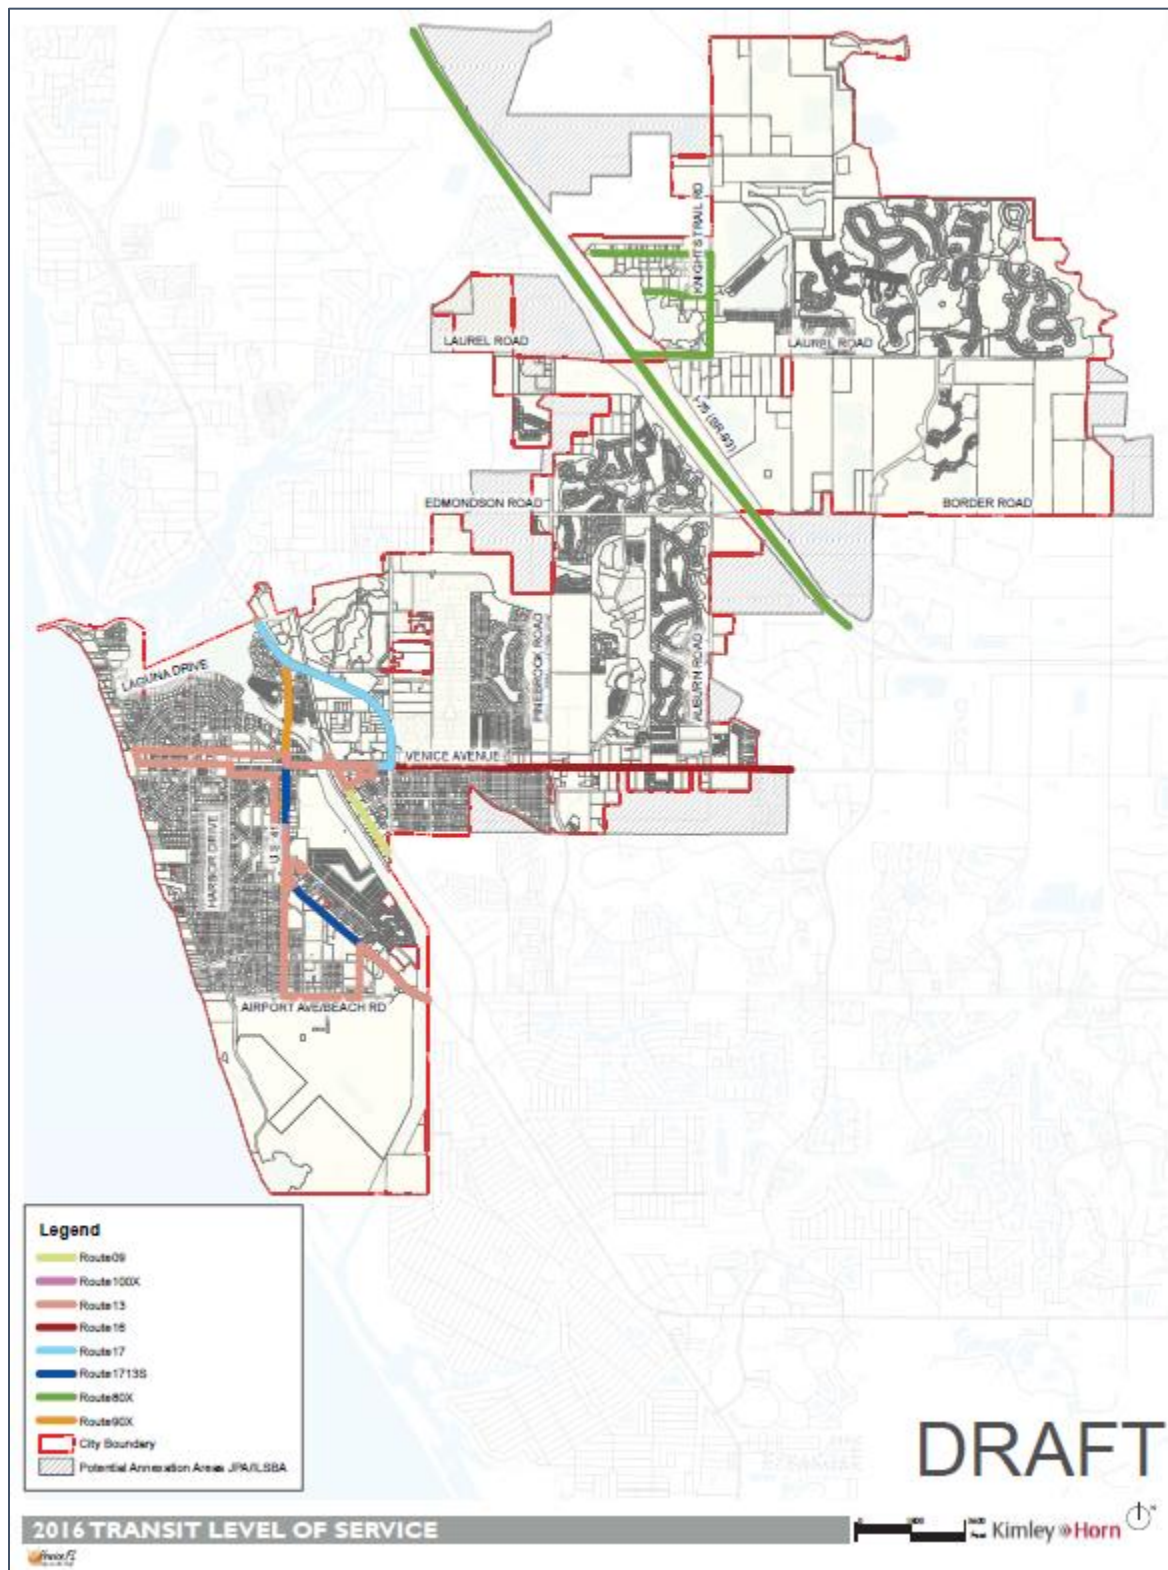 KNIGHTS TRAIL RD
LAUREL ROAD
LAUREL ROAD
I-75 (SR-93)
EDMONDSON ROAD
BORDER ROAD
PINEBROOK ROAD
AUBURN ROAD
LAGUNA DRIVE
VENICE AVENUE
HARBOR DRIVE
U.S. 41
AIRPORT AVE/BEACH RD
Legend
Route09
Route100X
Route13
Route16
Route17
Route1713S
Route80X
Route90X
City Boundary
Potential Annexation Areas JPA/ILSBA
DRAFT
2016 TRANSIT LEVEL OF SERVICE
Kimley»Horn
N